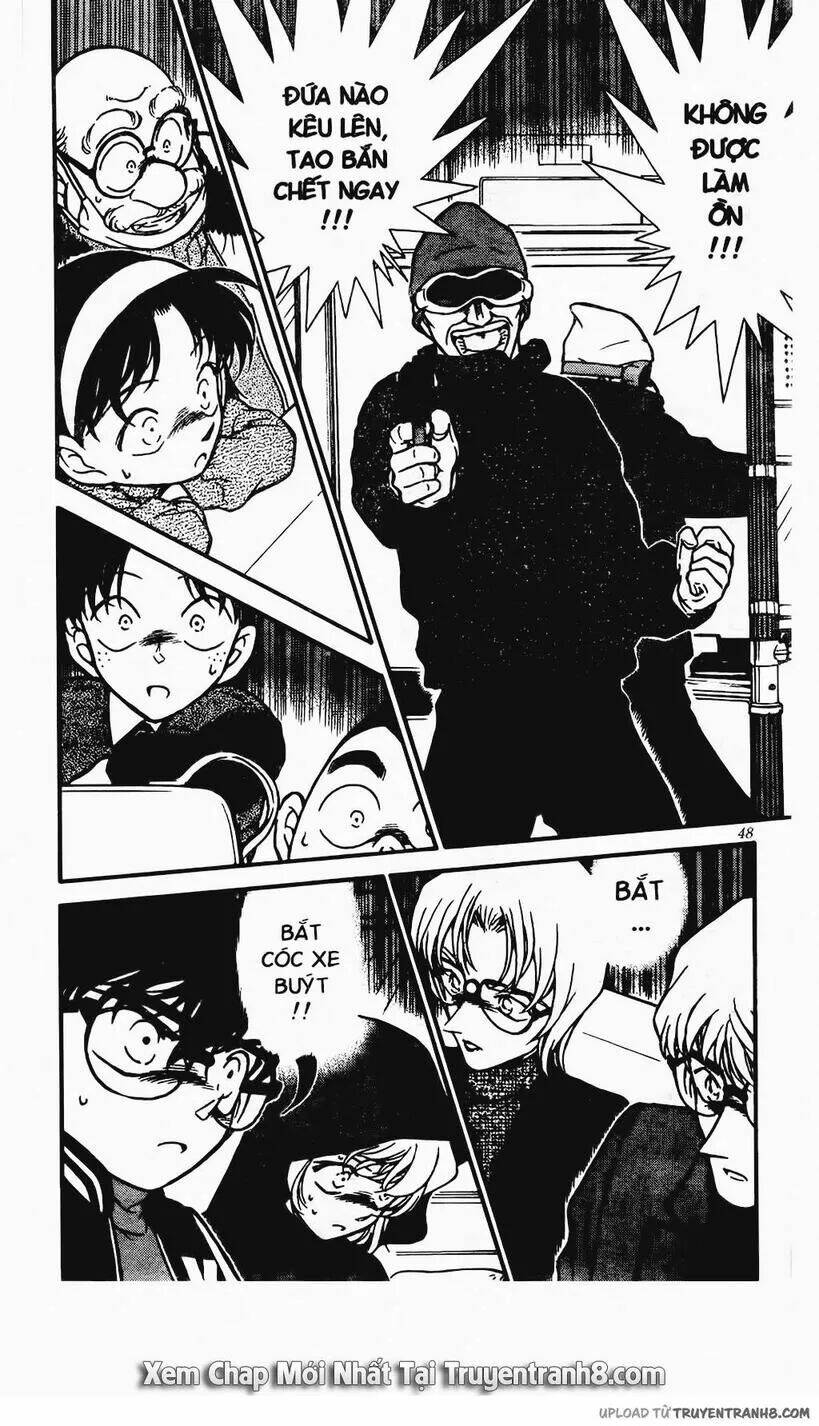 KHÔNG
ĐƯỢC
LÀM
ỒN
!!!
ĐỨA NÀO
KÊU LÊN,
TAO BẮN
CHẾT NGAY
!!!
48
BẮT
...
BẮT
CÓC XE
BUÝT
!!
Xem Chap Mới Nhất Tại Truyentranh8.com
UPLOAD TỪ TRUYENTRANH8.COM